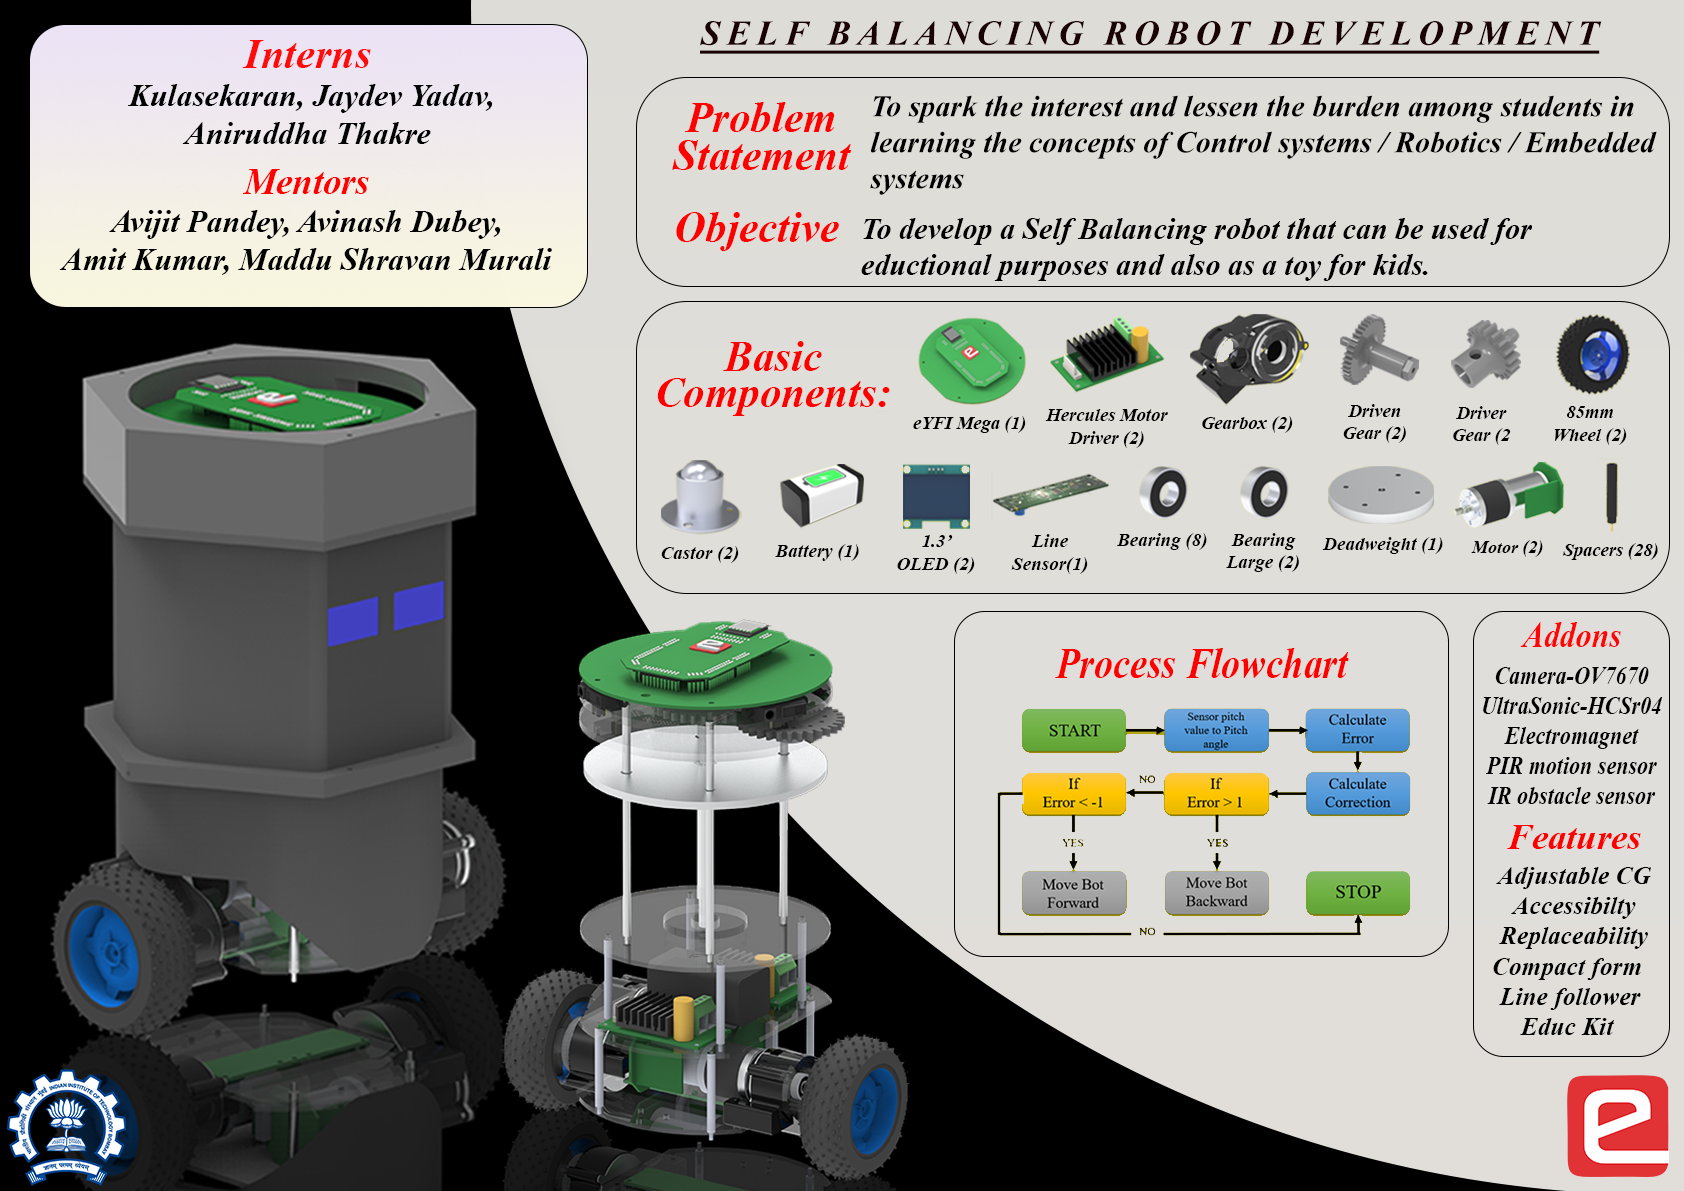 SELF BALANCING ROBOT DEVELOPMENT
Interns
Kulasekaran, Jaydev Yadav,
Aniruddha Thakre
Mentors
Avijit Pandey, Avinash Dubey,
Amit Kumar, Maddu Shravan Murali
Problem
Statement
To spark the interest and lessen the burden among students in
learning the concepts of Control systems / Robotics / Embedded
systems
Objective
To develop a Self Balancing robot that can be used for
eductional purposes and also as a toy for kids.
Basic
Components:
eYFI Mega (1)
Hercules Motor
Driver (2)
Gearbox (2)
Driven
Gear (2)
Driver
Gear (2
85mm
Wheel (2)
Castor (2)
Battery (1)
1.3’
OLED (2)
Line
Sensor(1)
Bearing (8)
Bearing
Large (2)
Deadweight (1)
Motor (2)
Spacers (28)
Process Flowchart
START
Sensor pitch
value to Pitch
angle
Calculate
Error
If
Error < -1
NO
If
Error > 1
Calculate
Correction
YES
YES
Move Bot
Forward
Move Bot
Backward
STOP
NO
Addons
Camera-OV7670
UltraSonic-HCSr04
Electromagnet
PIR motion sensor
IR obstacle sensor
Features
Adjustable CG
Accessibilty
Replaceability
Compact form
Line follower
Educ Kit
INDIAN INSTITUTE OF TECHNOLOGY BOMBAY
ज्ञानम् परमम् ध्येयम्
e